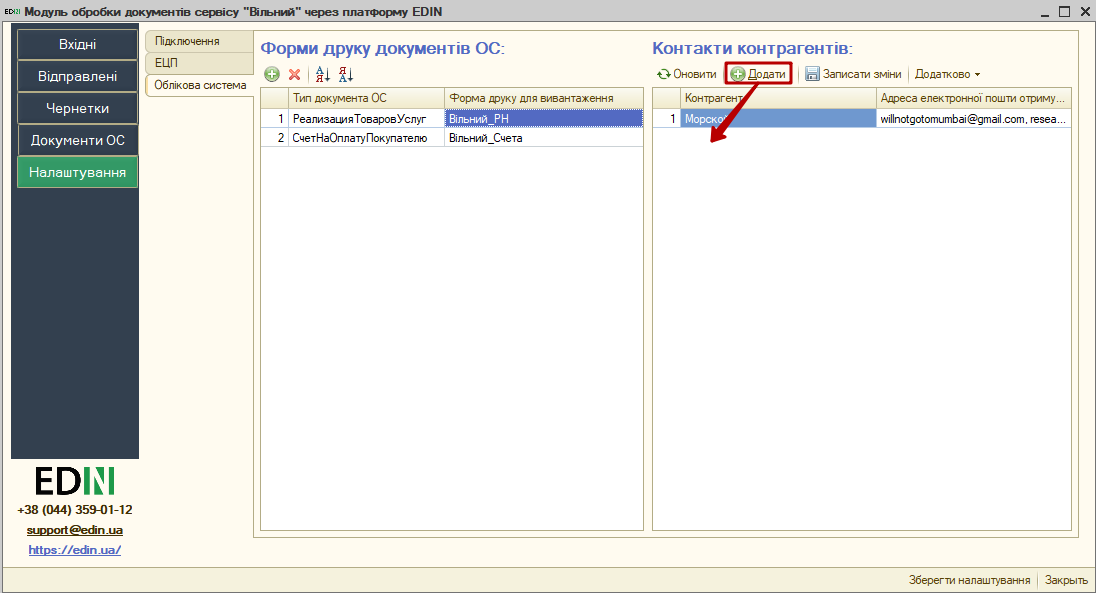 EDIN Модуль обробки документів сервісу "Вільний" через платформу EDIN
Вхідні
Відправлені
Чернетки
Документи ОС
Налаштування
Підключення
ЕЦП
Облікова система
Форми друку документів ОС:
Тип документа ОС Форма друку для вивантаження
1 РеализацияТоваровУслуг Вільний_РН
2 СчетНаОплатуПокупателю Вільний_Счета
Контакти контрагентів:
Оновити Додати Записати зміни Додатково
Контрагент Адреса електронної пошти отриму...
1 willnotgotomumbai@gmail.com, resea...
EDIN
+38 (044) 359-01-12
support@edin.ua
https://edin.ua/
Зберегти налаштування Закрыть